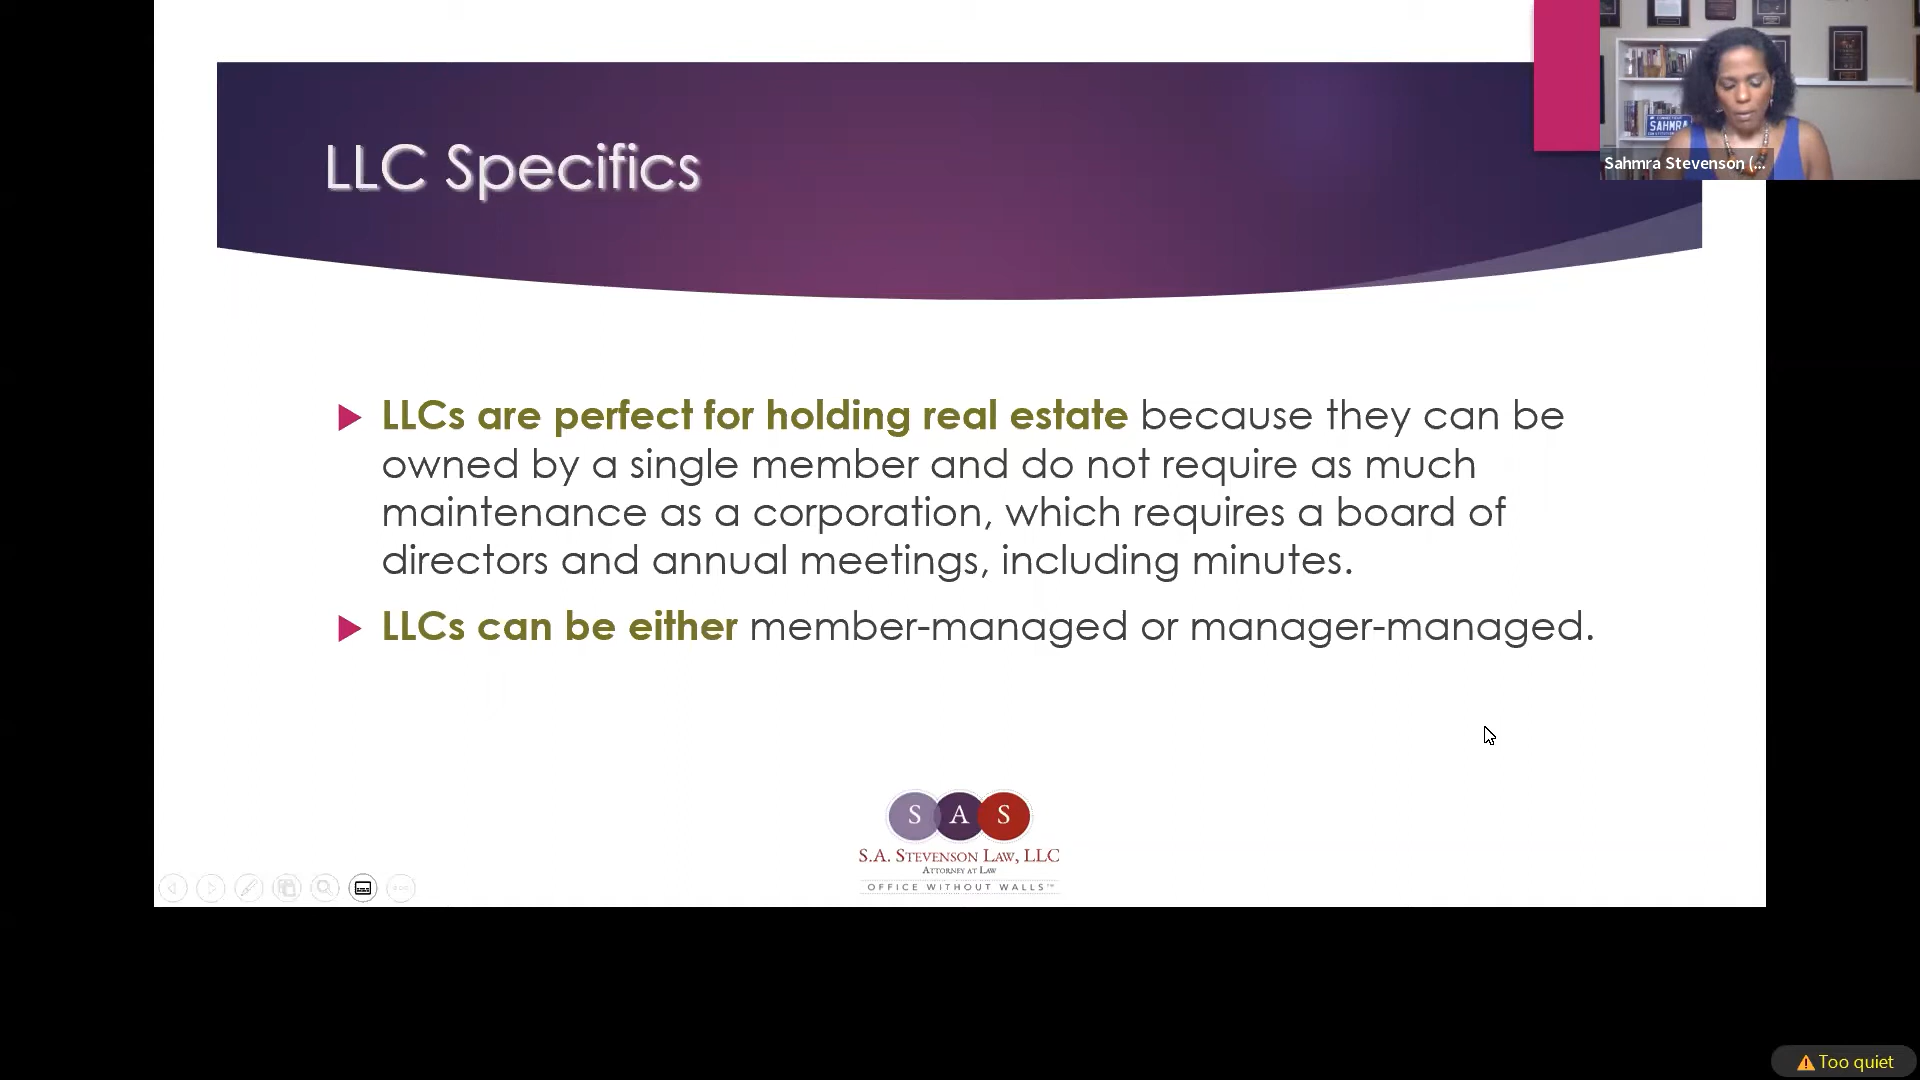 LLC Specifics
SAHMRA
Sahmra Stevenson (...
LLCs are perfect for holding real estate because they can be
owned by a single member and do not require as much
maintenance as a corporation, which requires a board of
directors and annual meetings, including minutes.
LLCs can be either member-managed or manager-managed.
S A S
S.A. STEVENSON LAW, LLC
ATTORNEY AT LAW
OFFICE WITHOUT WALLS™
Too quiet